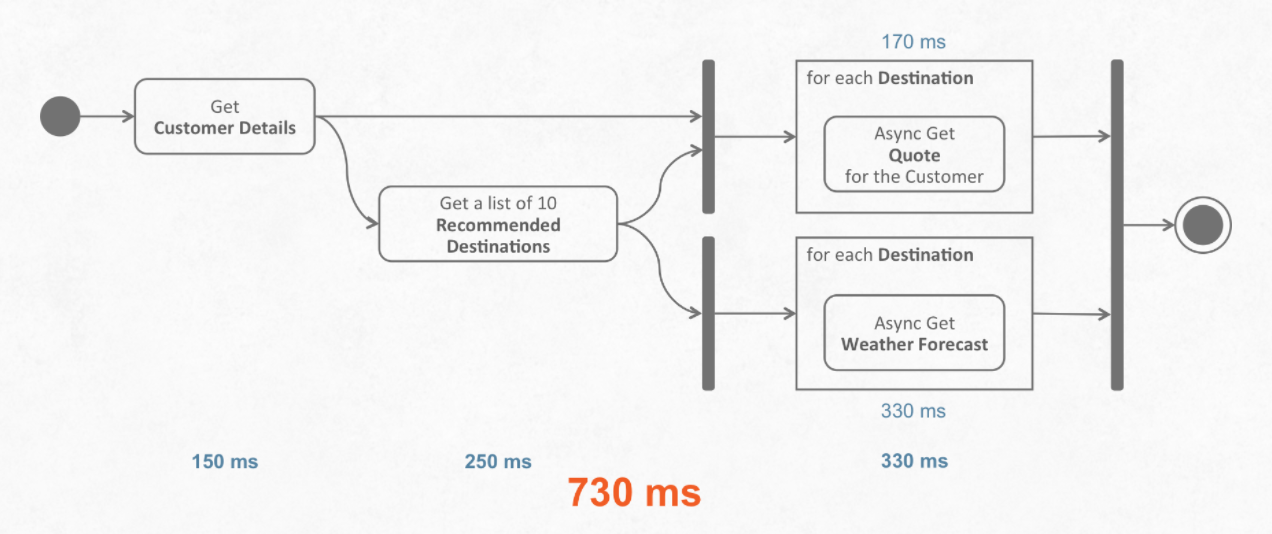 170 ms
for each Destination
Get
Customer Details
Async Get
Quote
for the Customer
Get a list of 10
Recommended
Destinations
for each Destination
Async Get
Weather Forecast
330 ms
150 ms
250 ms
330 ms
730 ms